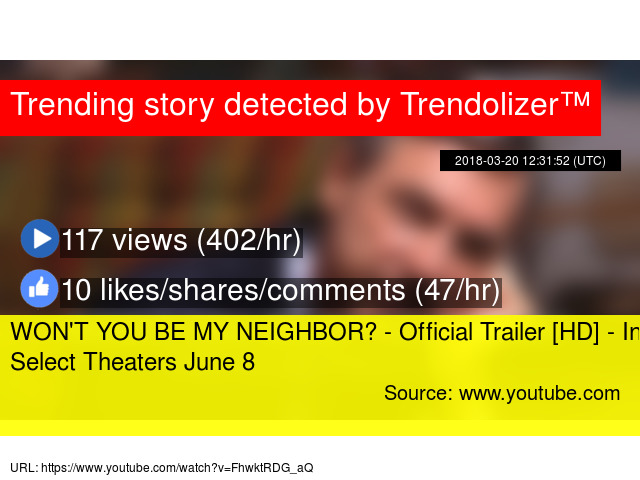 Trending story detected by Trendolizer™
2018-03-20 12:31:52 (UTC)
117 views (402/hr)
10 likes/shares/comments (47/hr)
WON'T YOU BE MY NEIGHBOR? - Official Trailer [HD] - In
Select Theaters June 8
Source: www.youtube.com
URL: https://www.youtube.com/watch?v=FhwktRDG_aQ